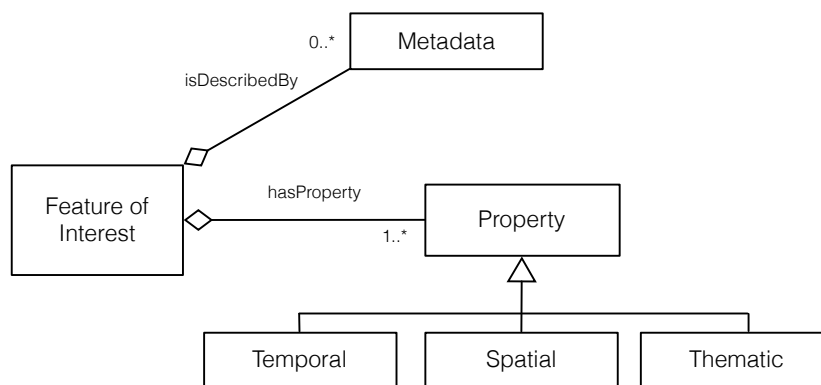 0..*
Metadata
isDescribedBy
Feature of
Interest
hasProperty
1..*
Property
Temporal
Spatial
Thematic